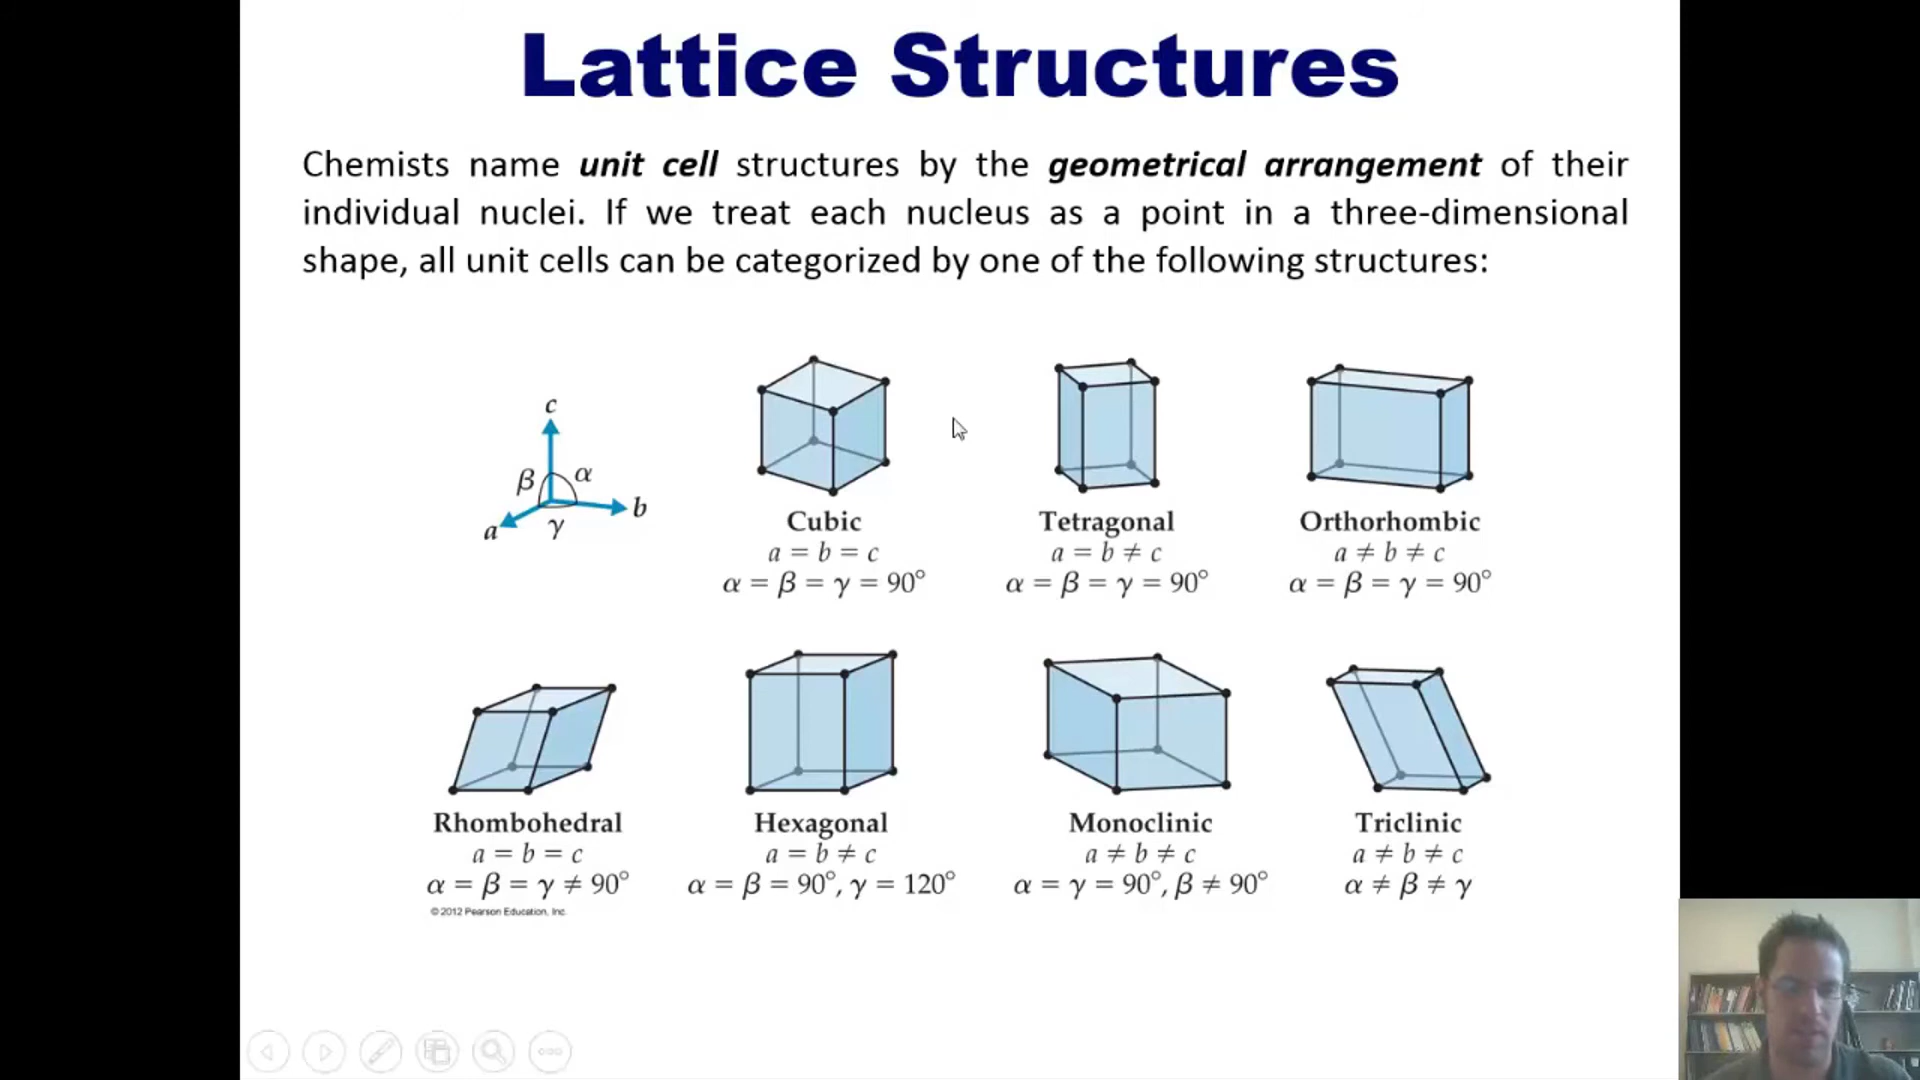 Lattice Structures
Chemists name unit cell structures by the geometrical arrangement of their
individual nuclei. If we treat each nucleus as a point in a three-dimensional
shape, all unit cells can be categorized by one of the following structures:
c
β α
a γ b
Cubic
a = b = c
α = β = γ = 90°
Tetragonal
a = b ≠ c
α = β = γ = 90°
Orthorhombic
a ≠ b ≠ c
α = β = γ = 90°
Rhombohedral
a = b = c
α = β = γ ≠ 90°
Hexagonal
a = b ≠ c
α = β = 90°, γ = 120°
Monoclinic
a ≠ b ≠ c
α = γ = 90°, β ≠ 90°
Triclinic
a ≠ b ≠ c
α ≠ β ≠ γ
© 2012 Pearson Education, Inc.